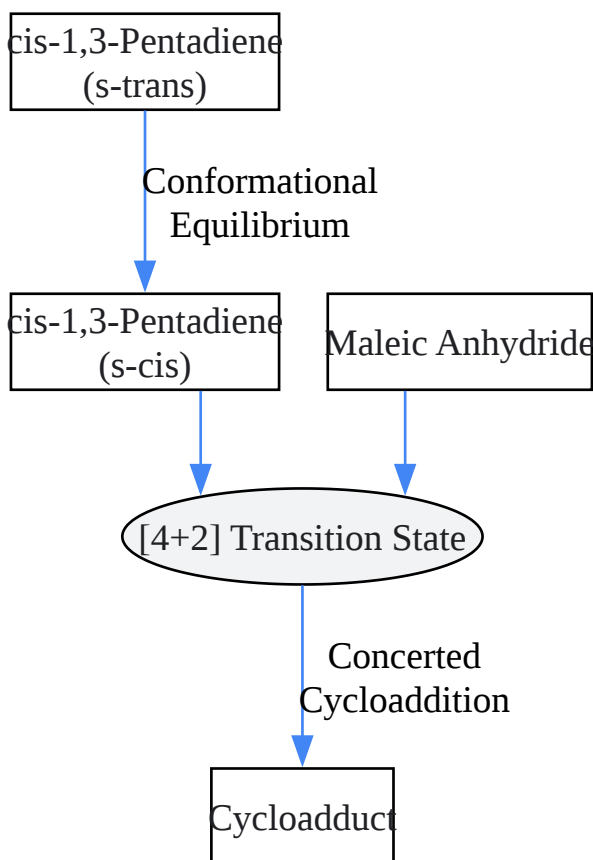 cis-1,3-Pentadiene
(s-trans)
Conformational
Equilibrium
cis-1,3-Pentadiene
(s-cis)
Maleic Anhydride
[4+2] Transition State
Concerted
Cycloaddition
Cycloadduct